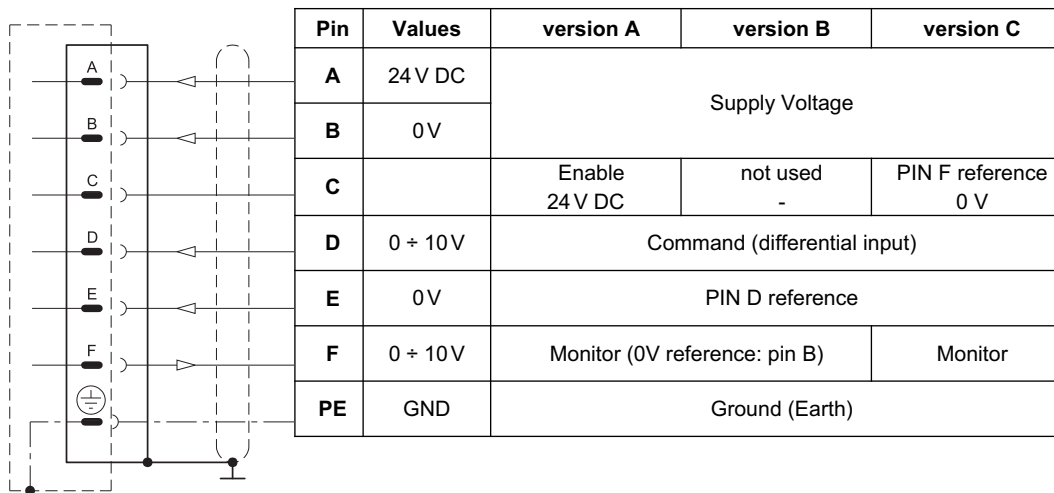 Pin Values version A version B version C
A 24 V DC Supply Voltage
B 0 V
C Enable 24 V DC not used - PIN F reference 0 V
D 0 ÷ 10 V Command (differential input)
E 0 V PIN D reference
F 0 ÷ 10 V Monitor (0V reference: pin B) Monitor
PE GND Ground (Earth)
A
B
C
D
E
F